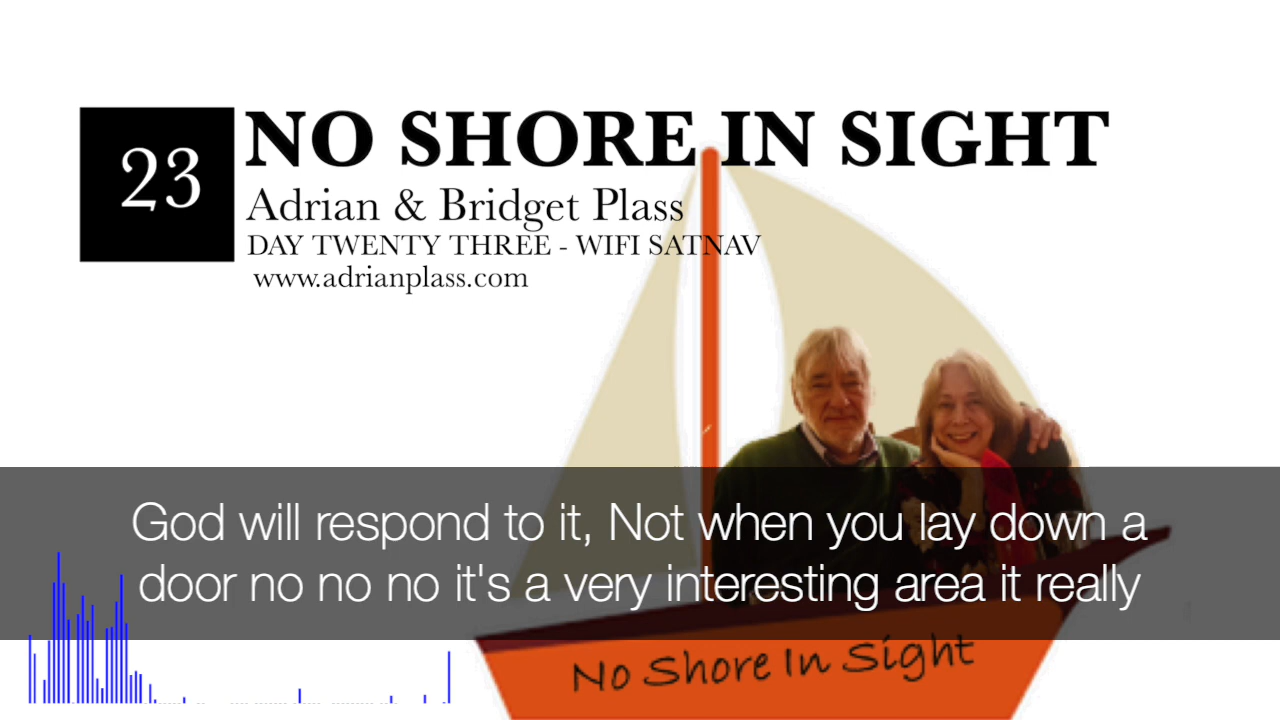 23
NO SHORE IN SIGHT
Adrian & Bridget Plass
DAY TWENTY THREE - WIFI SATNAV
www.adrianplass.com
God will respond to it, Not when you lay down a
door no no no it's a very interesting area it really
No Shore In Sight